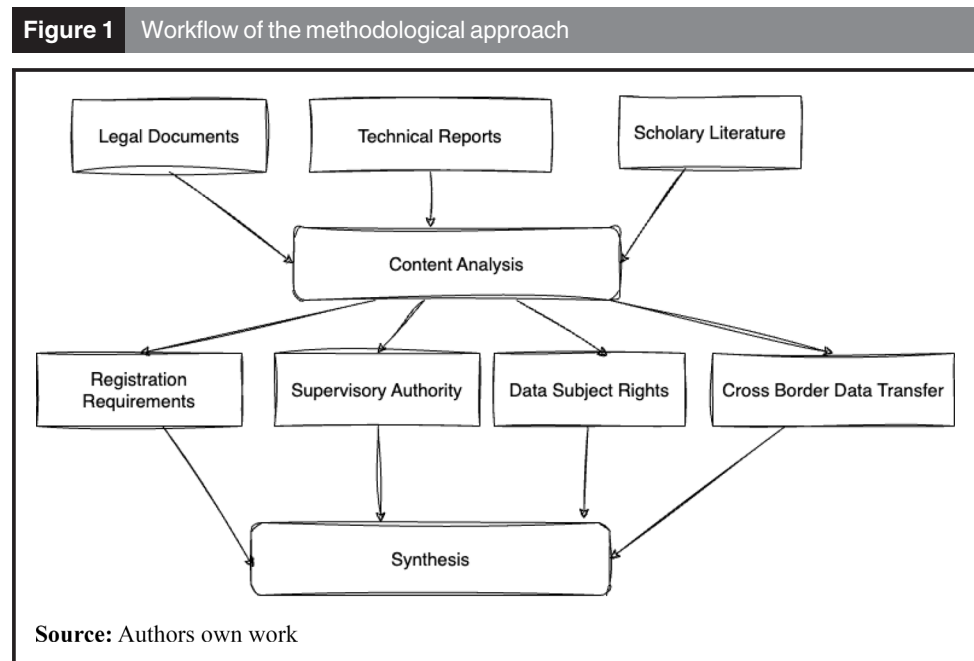 Figure 1 Workflow of the methodological approach
Legal Documents
Technical Reports
Scholary Literature
Content Analysis
Registration
Requirements
Supervisory Authority
Data Subject Rights
Cross Border Data Transfer
Synthesis
Source: Authors own work